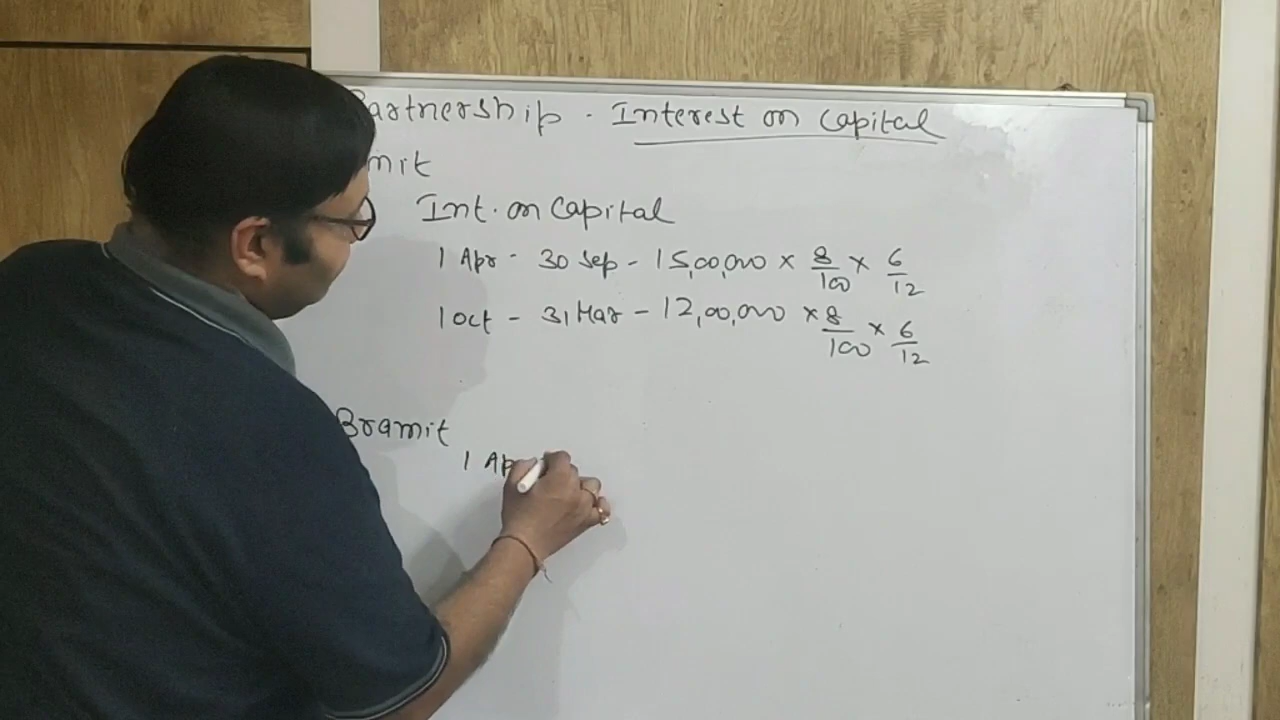 Partnership - Interest on Capital
mit
Int. on Capital
1 Apr - 30 Sep - 15,00,000 × 8/100 × 6/12
1 Oct - 31 Mar - 12,00,000 × 8/100 × 6/12
Bramit
1 Ap